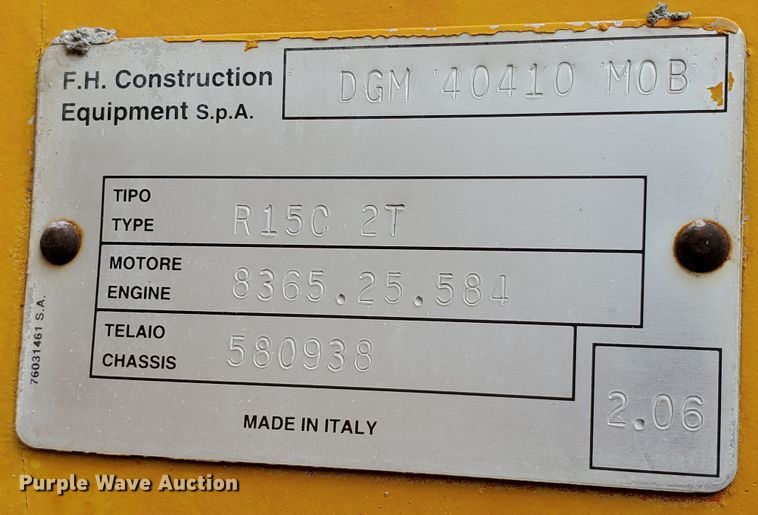 F.H. Construction
Equipment S.p.A.
DGM 40410 MOB
TIPO
TYPE
R15C 2T
MOTORE
ENGINE
8365.25.584
TELAIO
CHASSIS
580938
76031461 S.A.
MADE IN ITALY
2.06
Purple Wave Auction